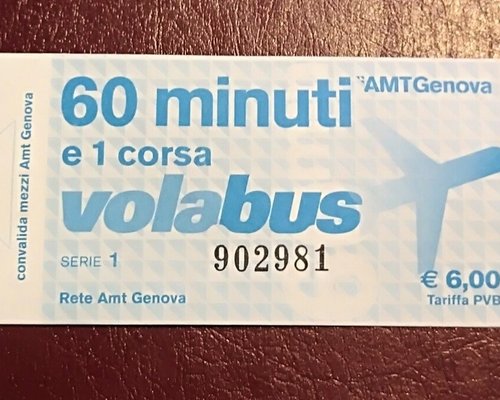 convalida mezzi Amt Genova
60 minuti
AMTGenova
e 1 corsa
volabus
SERIE 1
902981
€ 6,00
Rete Amt Genova
Tariffa PVB